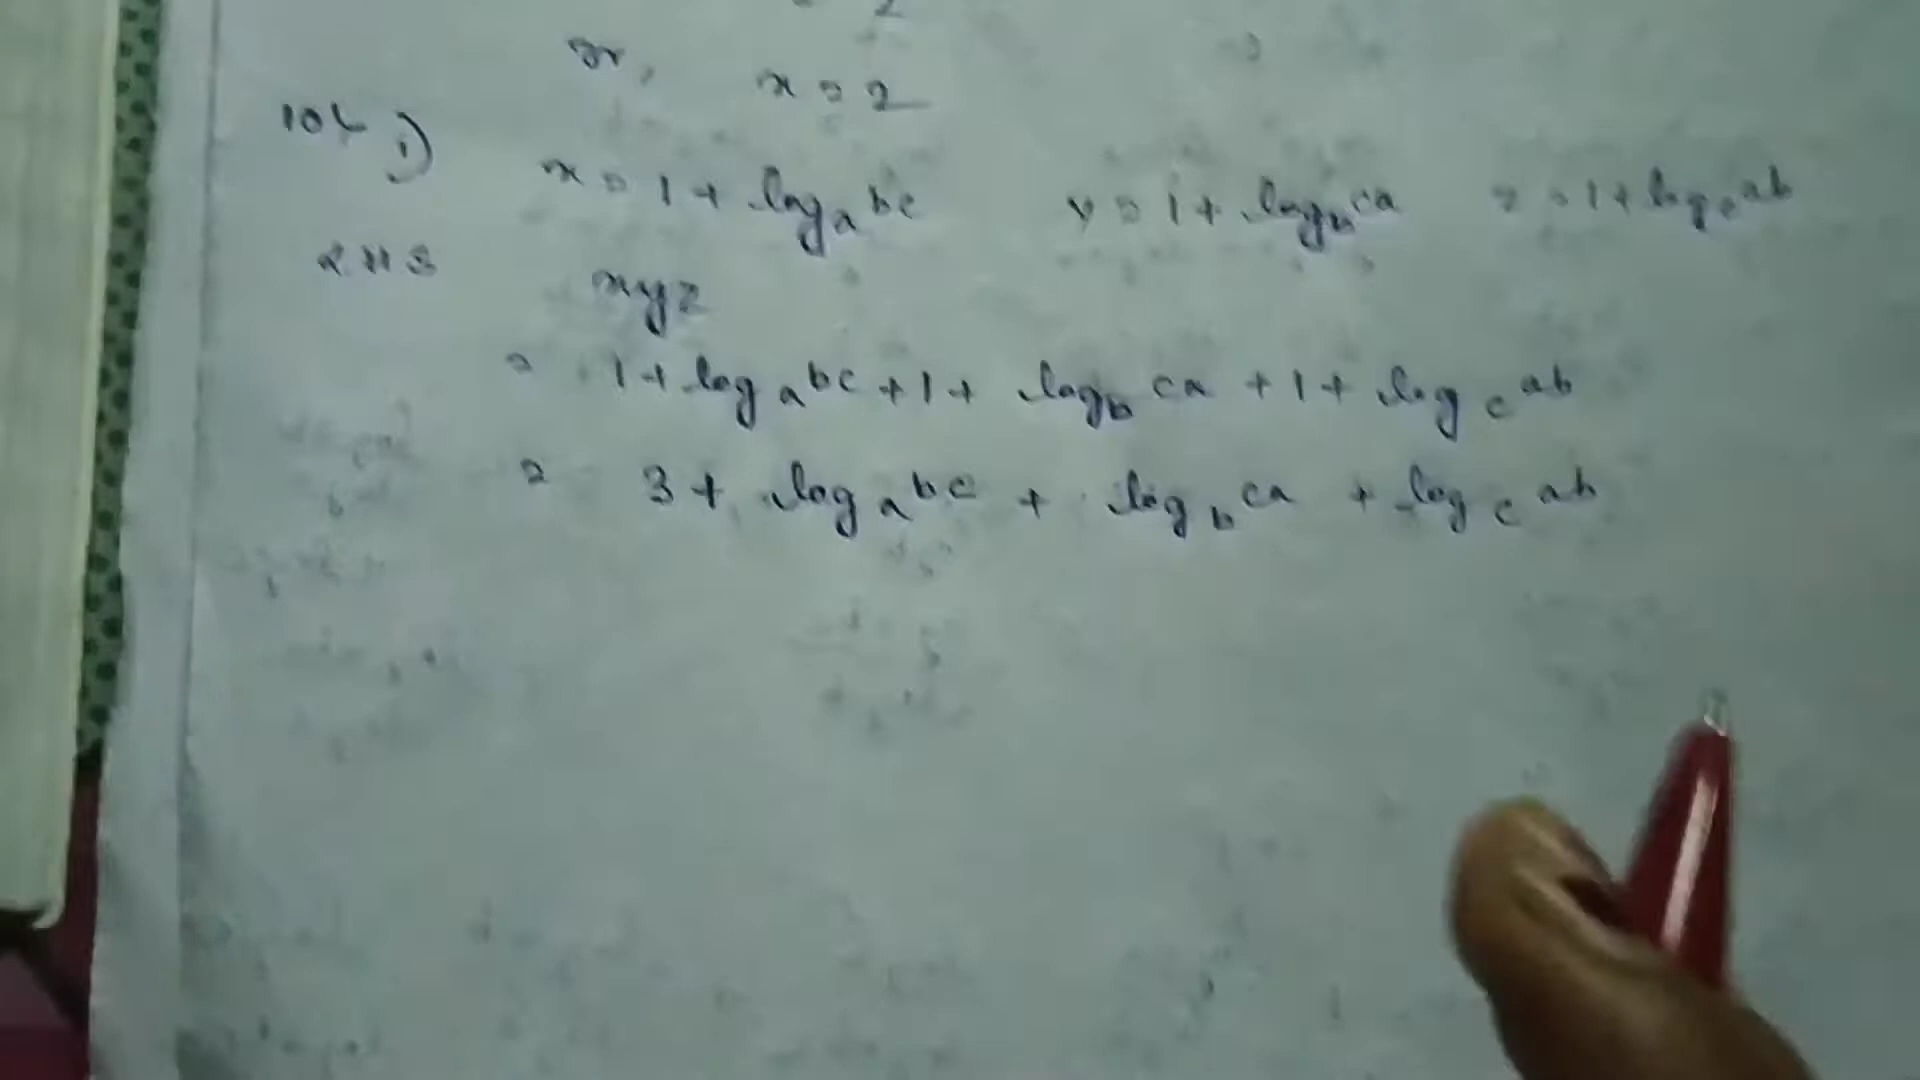 or, x = 2
10L i)
x = 1 + log_a bc y = 1 + log_b ca z = 1 + log_c ab
LHS xyz
= 1 + log_a bc + 1 + log_b ca + 1 + log_c ab
= 3 + log_a bc + log_b ca + log_c ab